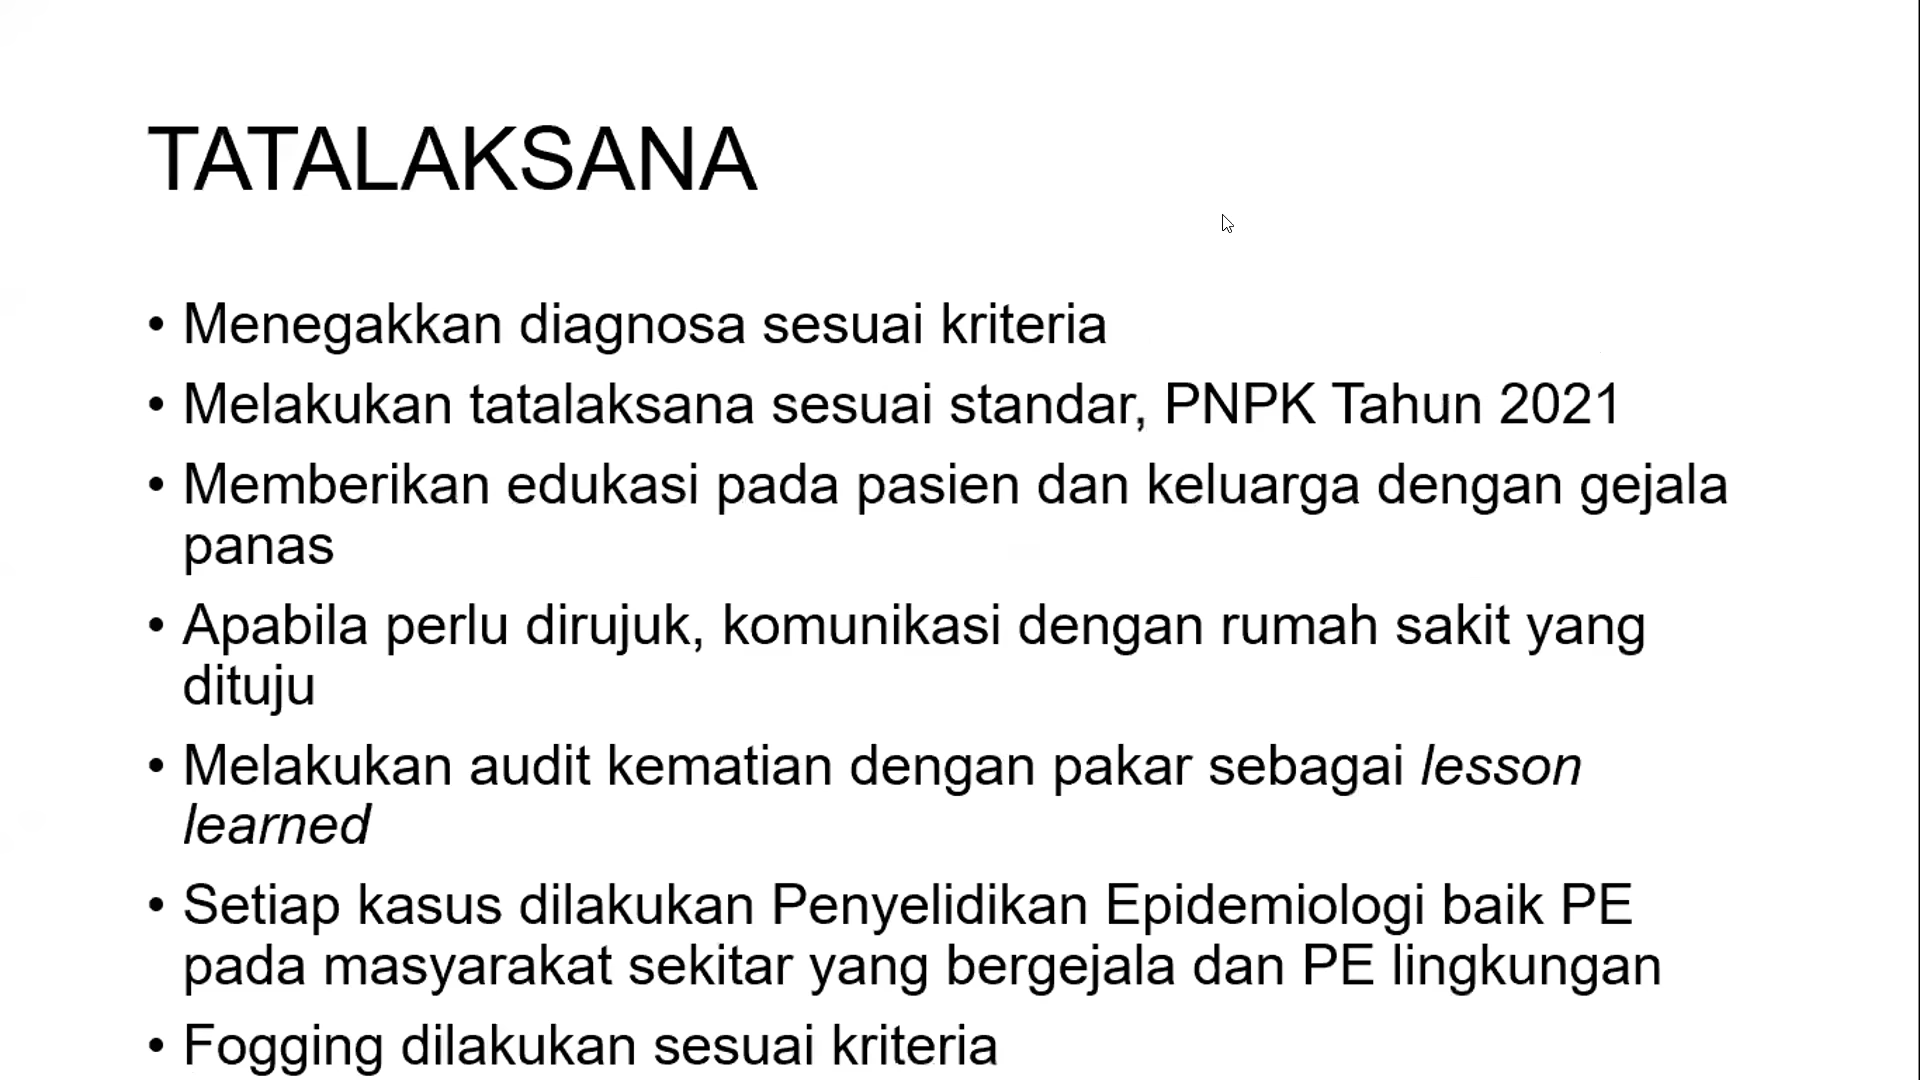 TATALAKSANA
• Menegakkan diagnosa sesuai kriteria
• Melakukan tatalaksana sesuai standar, PNPK Tahun 2021
• Memberikan edukasi pada pasien dan keluarga dengan gejala
panas
• Apabila perlu dirujuk, komunikasi dengan rumah sakit yang
dituju
• Melakukan audit kematian dengan pakar sebagai lesson
learned
• Setiap kasus dilakukan Penyelidikan Epidemiologi baik PE
pada masyarakat sekitar yang bergejala dan PE lingkungan
• Fogging dilakukan sesuai kriteria